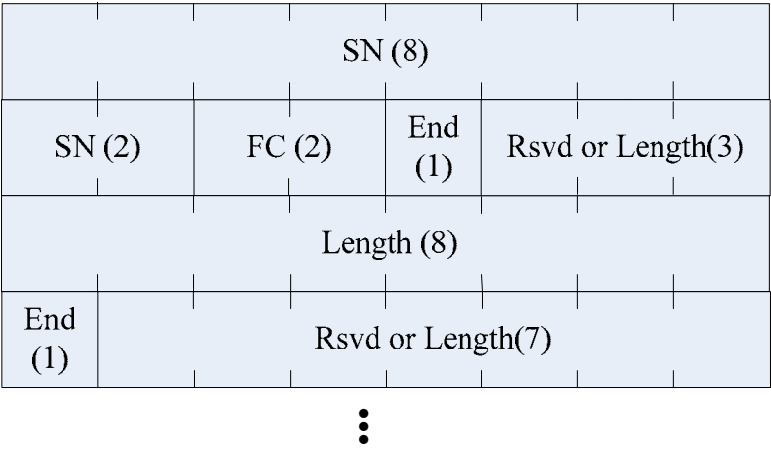 SN (8)
SN (2) FC (2) End (1) Rsvd or Length(3)
Length (8)
End (1) Rsvd or Length(7)